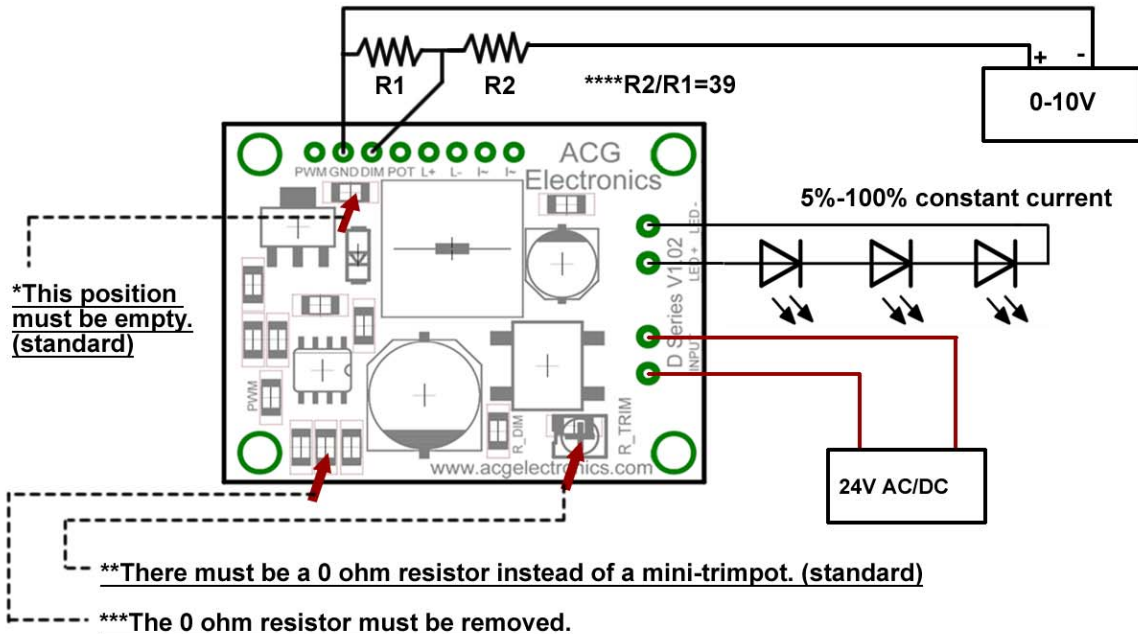 R1
R2
****R2/R1=39
+ -
0-10V
PWM GND DIM POT L+ L- I~ I~
ACG
Electronics
5%-100% constant current
LED -
LED +
D Series V1.02
INPUT
*This position
must be empty.
(standard)
PWM
R_DIM
R_TRIM
www.acgelectronics.com
24V AC/DC
**There must be a 0 ohm resistor instead of a mini-trimpot. (standard)
***The 0 ohm resistor must be removed.